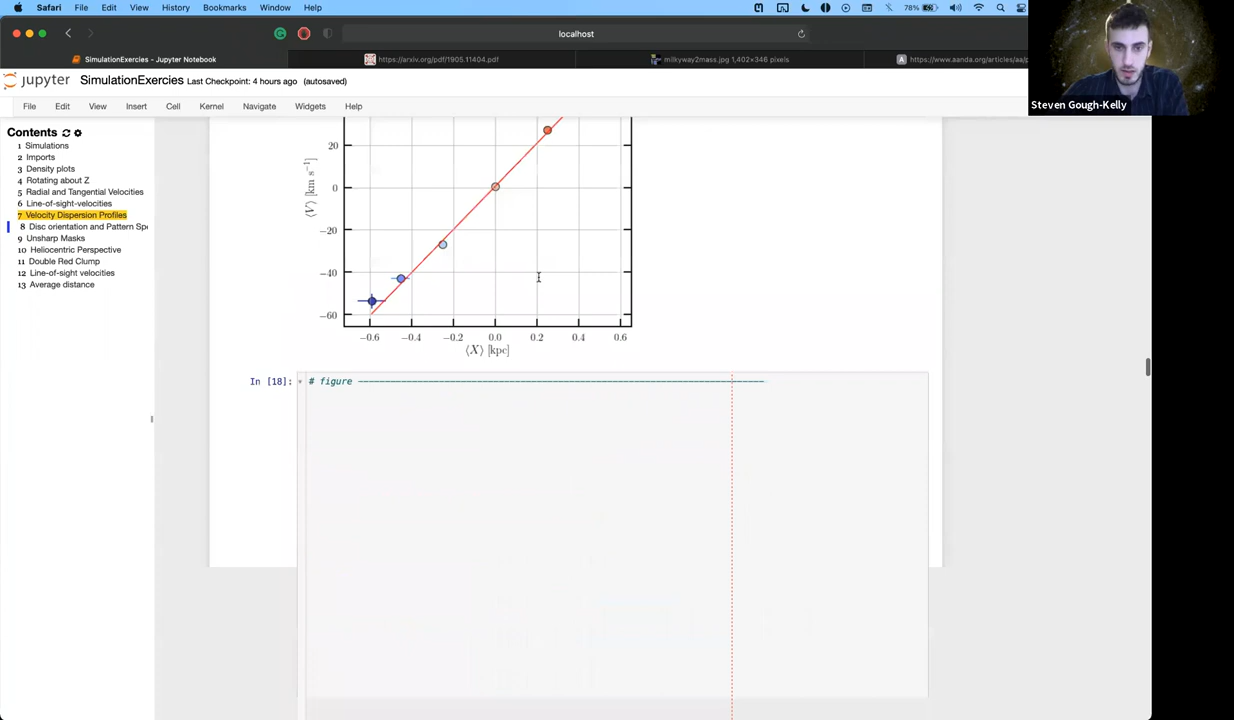 Safari File Edit View History Bookmarks Window Help 78%
localhost
SimulationExercies - Jupyter Notebook https://arxiv.org/pdf/1905.11404.pdf milkyway2mass.jpg 1,402×346 pixels https://www.aanda.org/articles/aa/p
jupyter SimulationExercies Last Checkpoint: 4 hours ago (autosaved)
Steven Gough-Kelly
File Edit View Insert Cell Kernel Navigate Widgets Help
Contents
1 Simulations
2 Imports
3 Density plots
4 Rotating about Z
5 Radial and Tangential Velocities
6 Line-of-sight-velocities
7 Velocity Dispersion Profiles
8 Disc orientation and Pattern Spe
9 Unsharp Masks
10 Heliocentric Perspective
11 Double Red Clump
12 Line-of-sight velocities
13 Average distance
20
0
−20
−40
−60
⟨V⟩ [km s⁻¹]
−0.6 −0.4 −0.2 0.0 0.2 0.4 0.6
⟨X⟩ [kpc]
In [18]: # figure